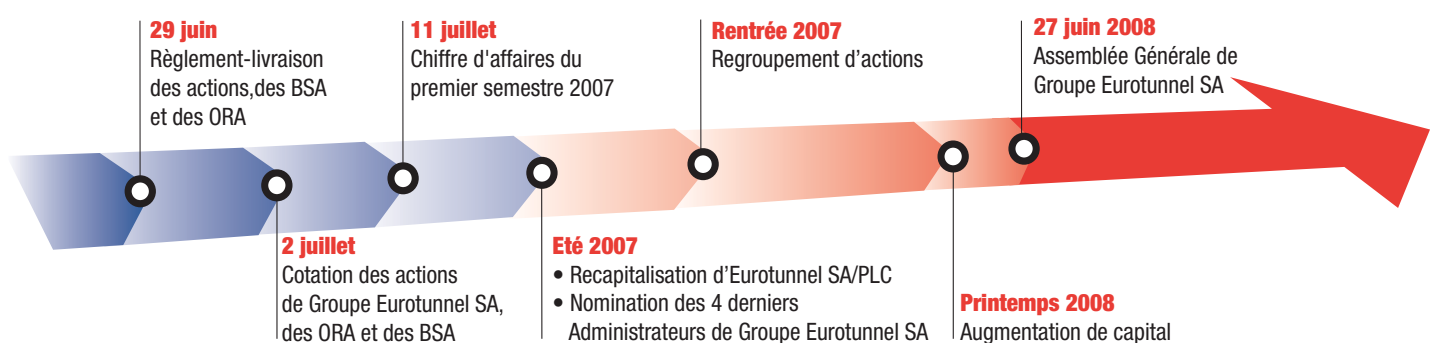 29 juin
Règlement-livraison
des actions,des BSA
et des ORA
2 juillet
Cotation des actions
de Groupe Eurotunnel SA,
des ORA et des BSA
11 juillet
Chiffre d'affaires du
premier semestre 2007
Eté 2007
• Recapitalisation d'Eurotunnel SA/PLC
• Nomination des 4 derniers
Administrateurs de Groupe Eurotunnel SA
Rentrée 2007
Regroupement d'actions
Printemps 2008
Augmentation de capital
27 juin 2008
Assemblée Générale de
Groupe Eurotunnel SA